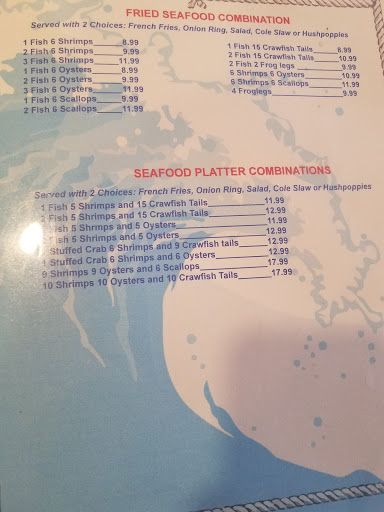 FRIED SEAFOOD COMBINATION
Served with 2 Choices: French Fries, Onion Ring, Salad, Cole Slaw or Hushpoppies
1 Fish 6 Shrimps 8.99
2 Fish 6 Shrimps 9.99
3 Fish 6 Shrimps 11.99
1 Fish 6 Oysters 8.99
2 Fish 6 Oysters 9.99
3 Fish 6 Oysters 11.99
1 Fish 6 Scallops 9.99
2 Fish 6 Scallops 11.99
1 Fish 15 Crawfish Tails 8.99
2 Fish 15 Crawfish Tails 10.99
2 Fish 2 Frog legs 9.99
6 Shrimps 6 Oysters 10.99
6 Shrimps 6 Scallops 11.99
4 Froglegs 9.99
SEAFOOD PLATTER COMBINATIONS
Served with 2 Choices: French Fries, Onion Ring, Salad, Cole Slaw or Hushpoppies
1 Fish 5 Shrimps and 15 Crawfish Tails 11.99
Fish 5 Shrimps and 15 Crawfish Tails 12.99
Fish 5 Shrimps and 5 Oysters 11.99
Fish 5 Shrimps and 5 Oysters 12.99
Stuffed Crab 6 Shrimps and 9 Crawfish tails 12.99
1 Stuffed Crab 6 Shrimps and 6 Oysters 12.99
9 Shrimps 9 Oysters and 6 Scallops 17.99
10 Shrimps 10 Oysters and 10 Crawfish Tails 17.99